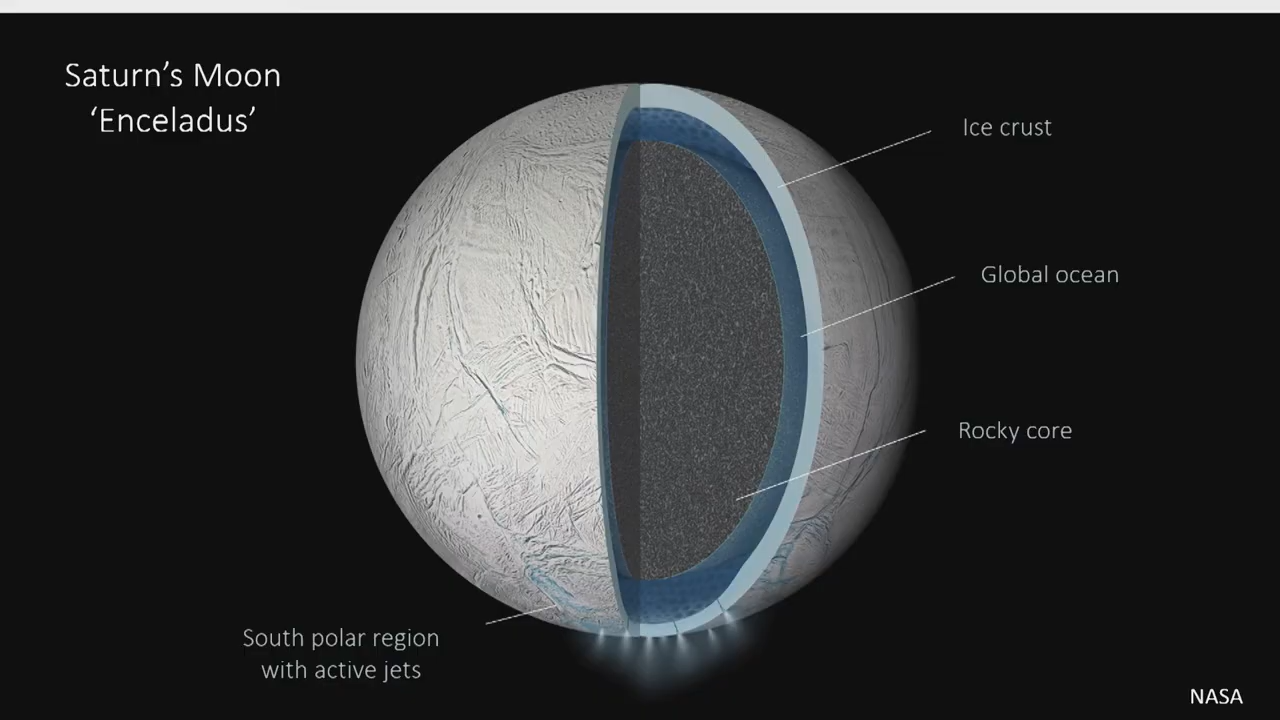 Saturn's Moon
‘Enceladus’
Ice crust
Global ocean
Rocky core
South polar region
with active jets
NASA